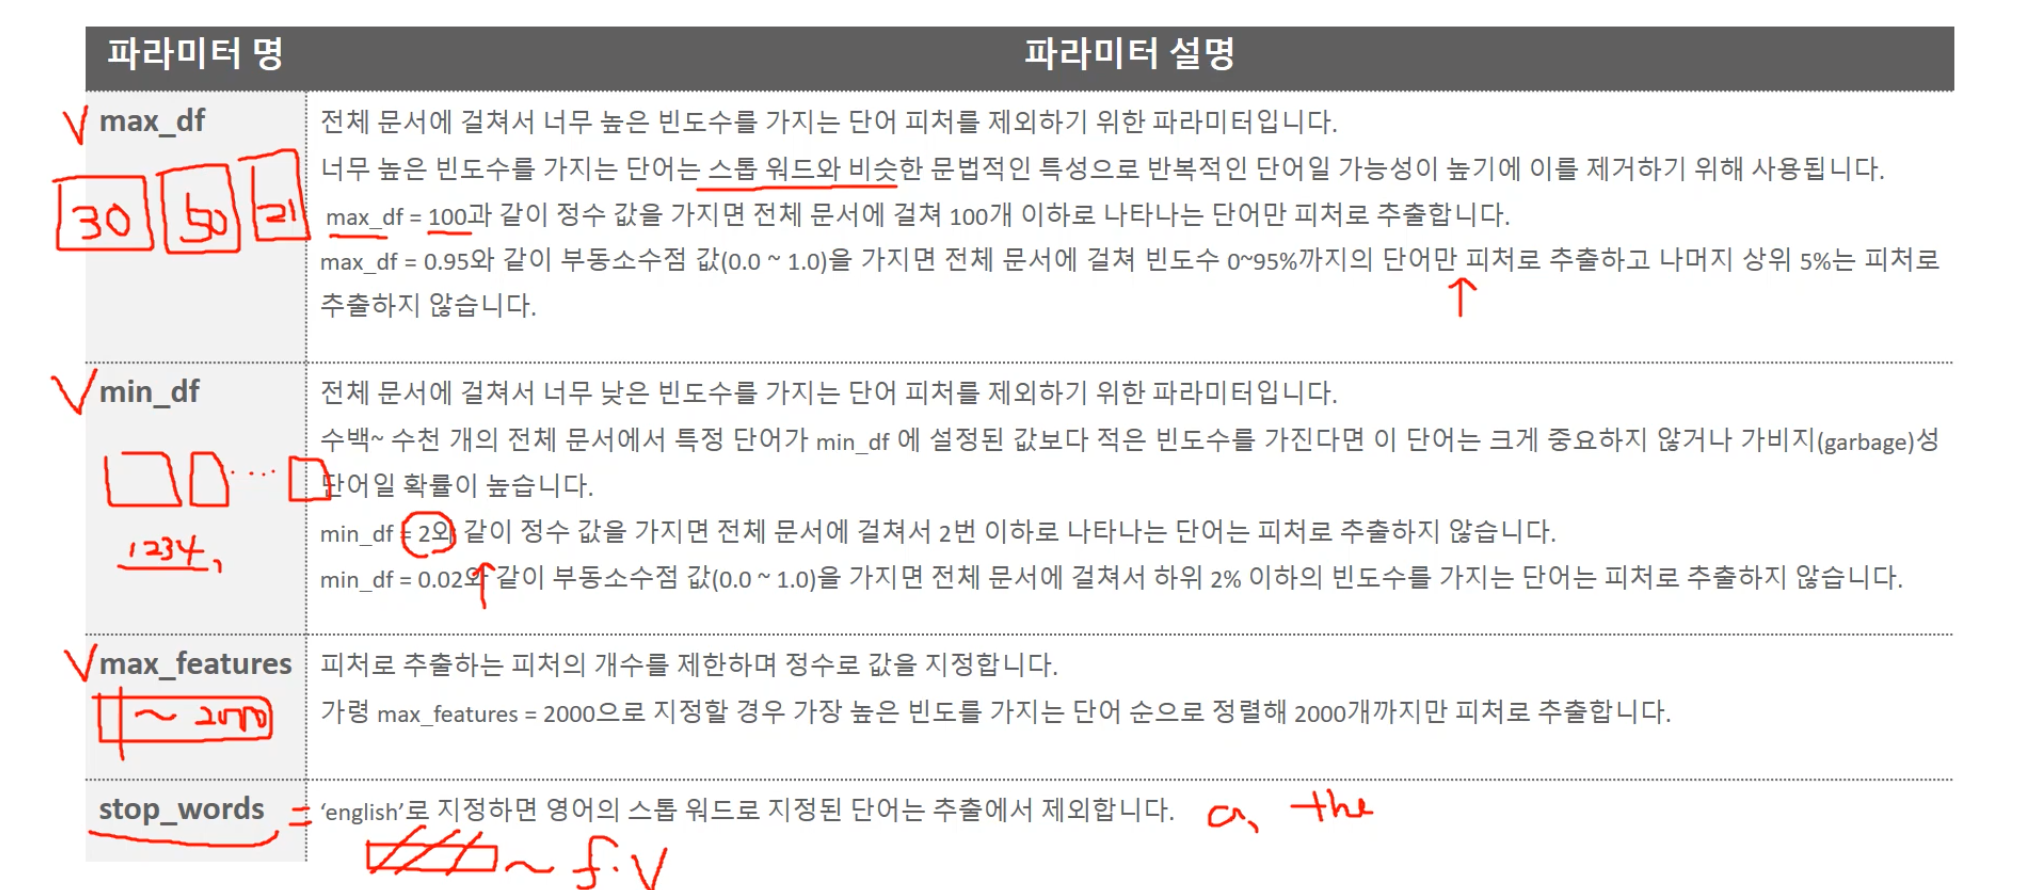 파라미터 명 파라미터 설명
max_df 전체 문서에 걸쳐서 너무 높은 빈도수를 가지는 단어 피처를 제외하기 위한 파라미터입니다.
너무 높은 빈도수를 가지는 단어는 스톱 워드와 비슷한 문법적인 특성으로 반복적인 단어일 가능성이 높기에 이를 제거하기 위해 사용됩니다.
30 50 21
max_df = 100과 같이 정수 값을 가지면 전체 문서에 걸쳐 100개 이하로 나타나는 단어만 피처로 추출합니다.
max_df = 0.95와 같이 부동소수점 값(0.0 ~ 1.0)을 가지면 전체 문서에 걸쳐 빈도수 0~95%까지의 단어만 피처로 추출하고 나머지 상위 5%는 피처로
추출하지 않습니다.
min_df 전체 문서에 걸쳐서 너무 낮은 빈도수를 가지는 단어 피처를 제외하기 위한 파라미터입니다.
수백~ 수천 개의 전체 문서에서 특정 단어가 min_df 에 설정된 값보다 적은 빈도수를 가진다면 이 단어는 크게 중요하지 않거나 가비지(garbage)성
단어일 확률이 높습니다.
min_df = 2와 같이 정수 값을 가지면 전체 문서에 걸쳐서 2번 이하로 나타나는 단어는 피처로 추출하지 않습니다.
1234,
min_df = 0.02와 같이 부동소수점 값(0.0 ~ 1.0)을 가지면 전체 문서에 걸쳐서 하위 2% 이하의 빈도수를 가지는 단어는 피처로 추출하지 않습니다.
max_features 피처로 추출하는 피처의 개수를 제한하며 정수로 값을 지정합니다.
~ 2000
가령 max_features = 2000으로 지정할 경우 가장 높은 빈도를 가지는 단어 순으로 정렬해 2000개까지만 피처로 추출합니다.
stop_words = ‘english’로 지정하면 영어의 스톱 워드로 지정된 단어는 추출에서 제외합니다. a, the
~ f.V